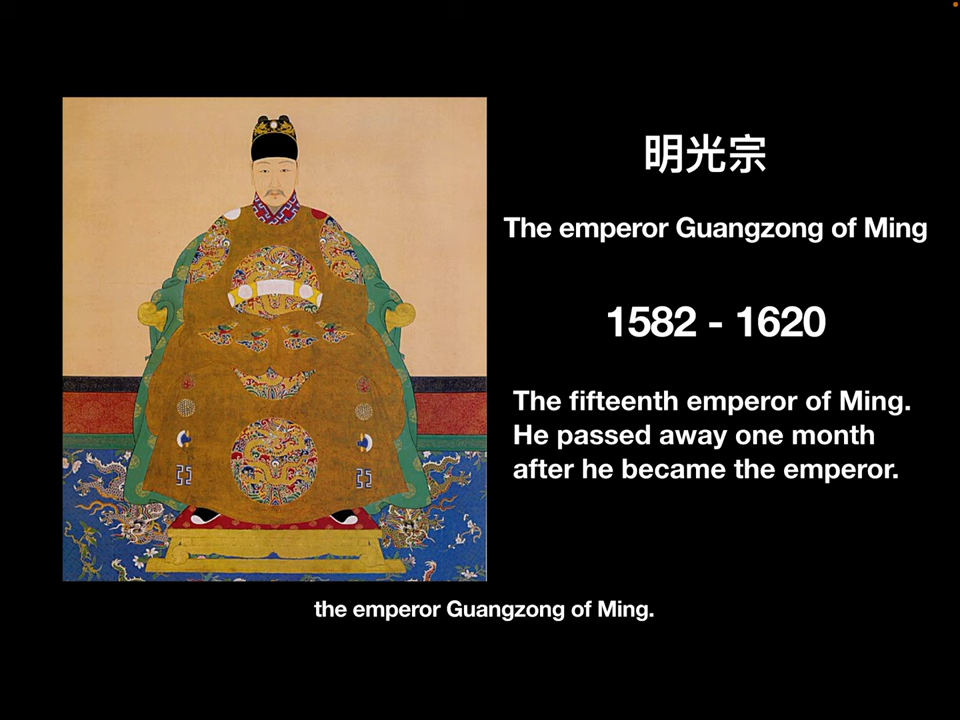 明光宗
The emperor Guangzong of Ming
1582 - 1620
The fifteenth emperor of Ming.
He passed away one month
after he became the emperor.
the emperor Guangzong of Ming.